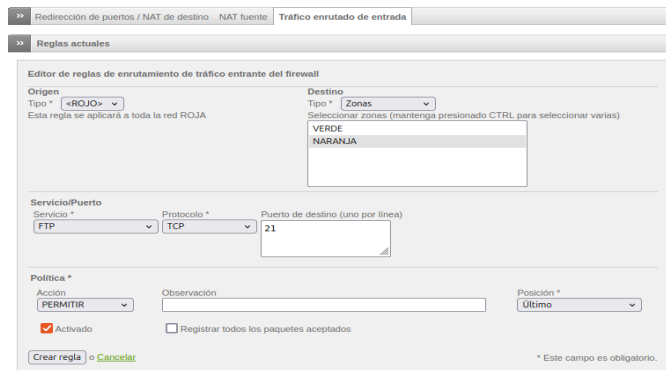 >> Redirección de puertos / NAT de destino NAT fuente Tráfico enrutado de entrada
>> Reglas actuales
Editor de reglas de enrutamiento de tráfico entrante del firewall
Origen Destino
Tipo * <ROJO> Tipo * Zonas
Esta regla se aplicará a toda la red ROJA Seleccionar zonas (mantenga presionado CTRL para seleccionar varias)
VERDE
NARANJA
Servicio/Puerto
Servicio * Protocolo * Puerto de destino (uno por línea)
FTP TCP 21
Política *
Acción Observación Posición *
PERMITIR Último
Activado Registrar todos los paquetes aceptados
Crear regla o Cancelar * Este campo es obligatorio.